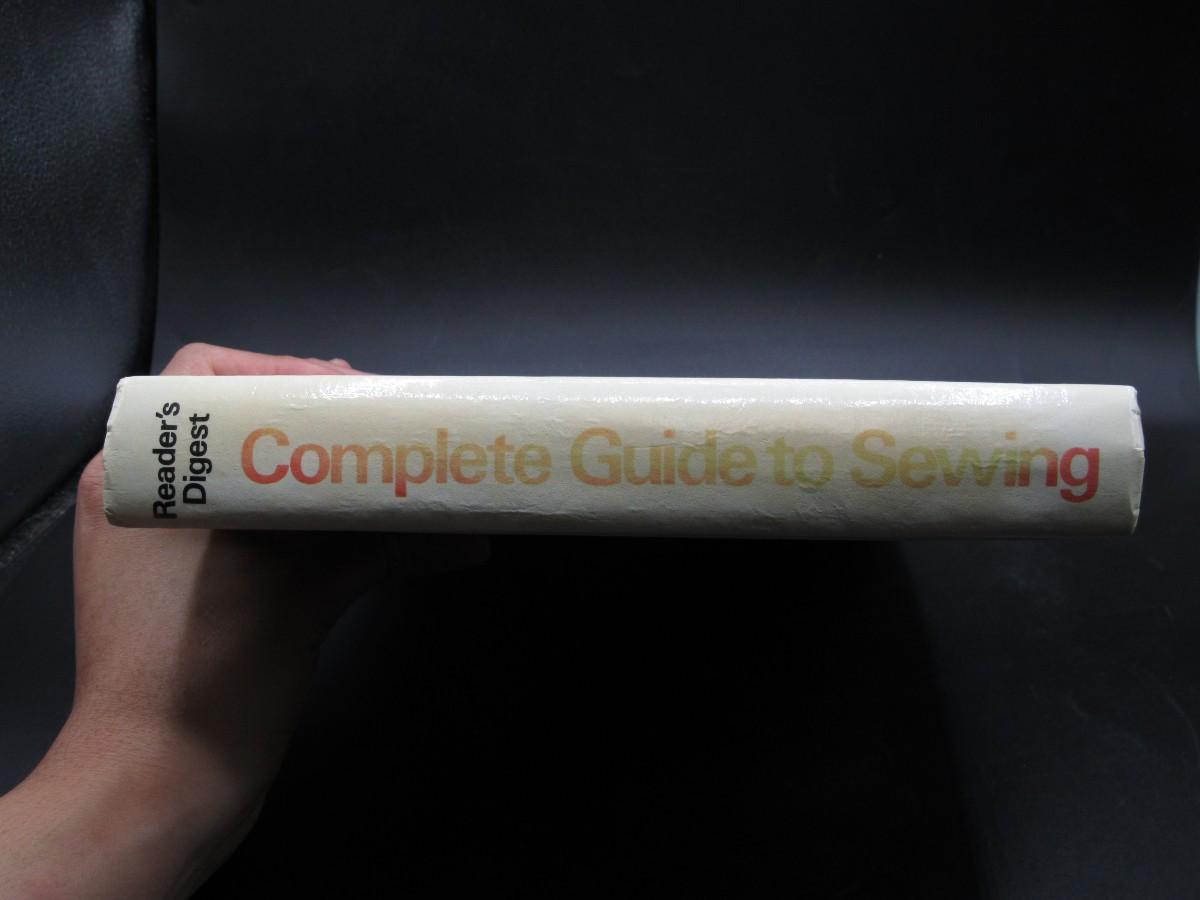 Reader's
Digest
Complete Guide to Sewing